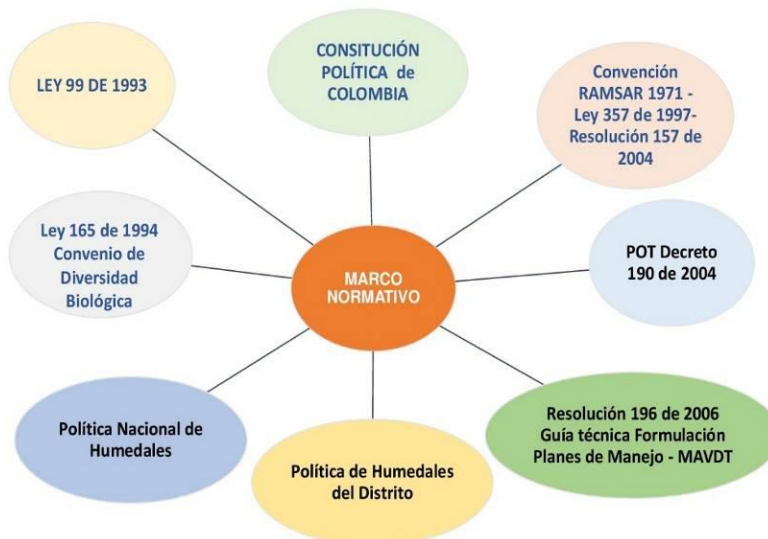 LEY 99 DE 1993
CONSITUCIÓN
POLÍTICA de
COLOMBIA
Convención
RAMSAR 1971 -
Ley 357 de 1997-
Resolución 157 de
2004
Ley 165 de 1994
Convenio de
Diversidad
Biológica
MARCO
NORMATIVO
POT Decreto
190 de 2004
Política Nacional de
Humedales
Política de Humedales
del Distrito
Resolución 196 de 2006
Guía técnica Formulación
Planes de Manejo - MAVDT